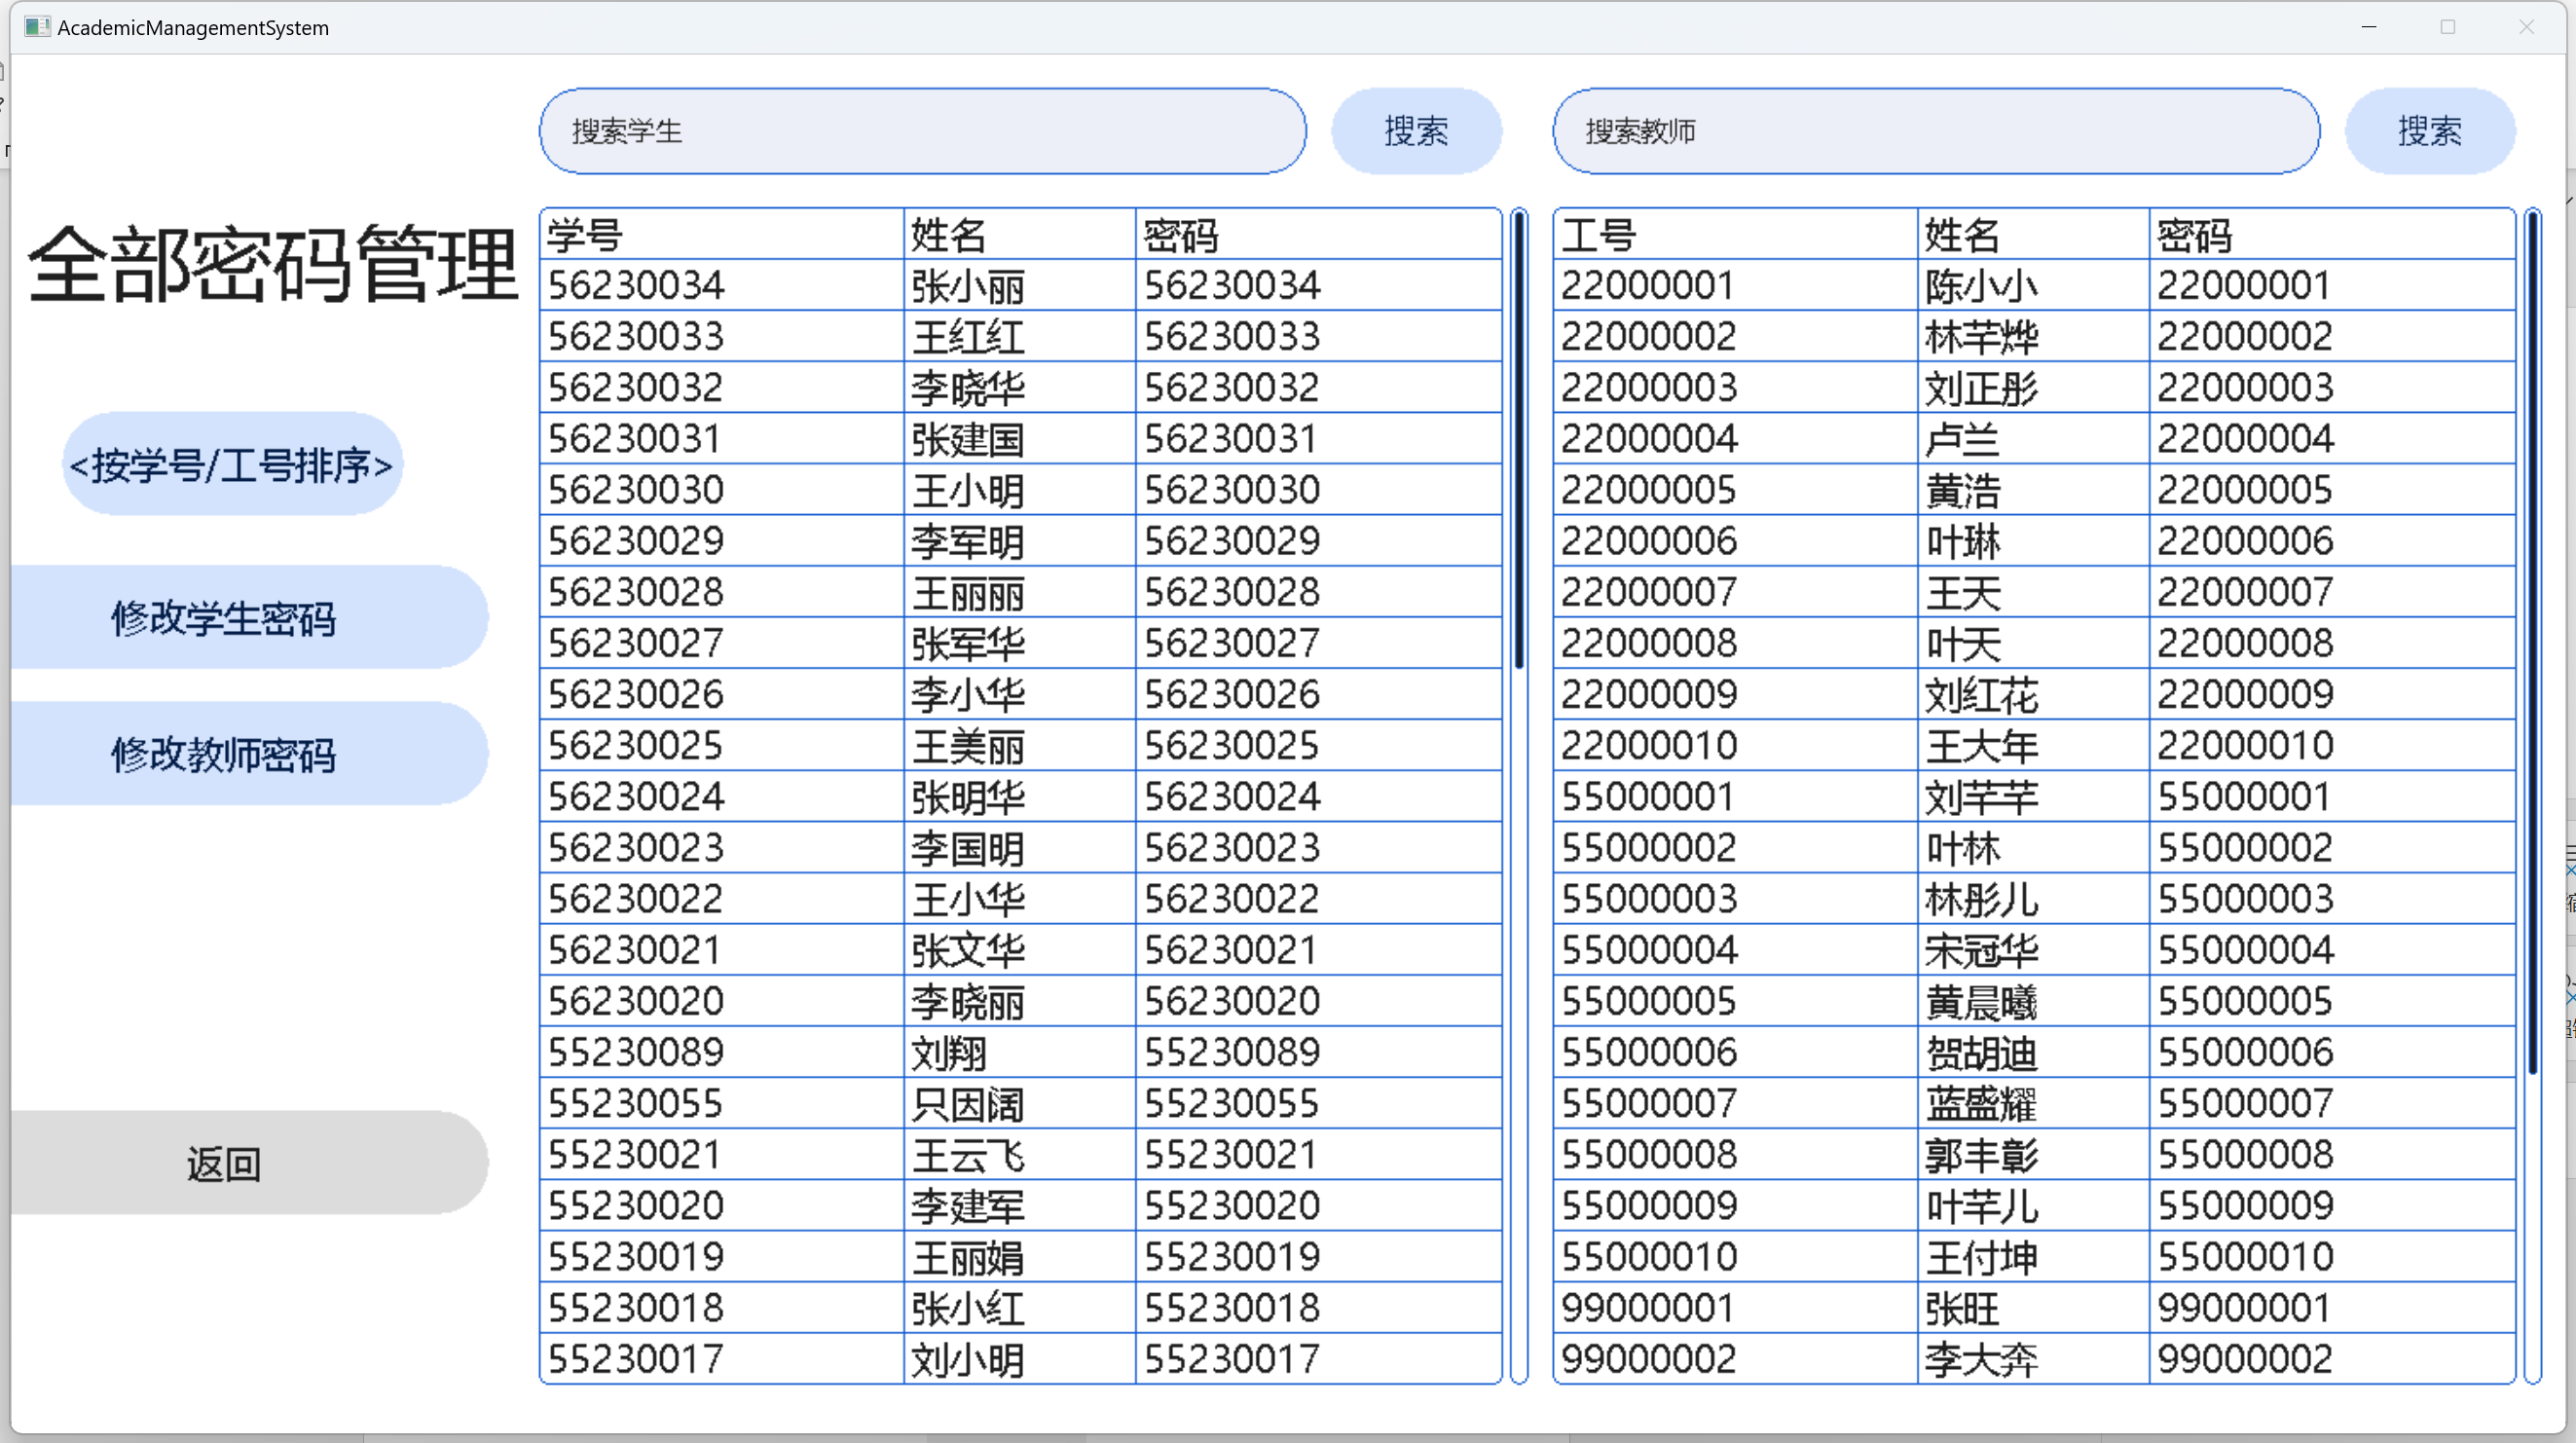 AcademicManagementSystem
搜索学生 搜索 搜索教师 搜索
全部密码管理
<按学号/工号排序>
修改学生密码
修改教师密码
返回
学号 姓名 密码
56230034 张小丽 56230034
56230033 王红红 56230033
56230032 李晓华 56230032
56230031 张建国 56230031
56230030 王小明 56230030
56230029 李军明 56230029
56230028 王丽丽 56230028
56230027 张军华 56230027
56230026 李小华 56230026
56230025 王美丽 56230025
56230024 张明华 56230024
56230023 李国明 56230023
56230022 王小华 56230022
56230021 张文华 56230021
56230020 李晓丽 56230020
55230089 刘翔 55230089
55230055 只因阔 55230055
55230021 王云飞 55230021
55230020 李建军 55230020
55230019 王丽娟 55230019
55230018 张小红 55230018
55230017 刘小明 55230017
工号 姓名 密码
22000001 陈小小 22000001
22000002 林芊烨 22000002
22000003 刘正彤 22000003
22000004 卢兰 22000004
22000005 黄浩 22000005
22000006 叶琳 22000006
22000007 王天 22000007
22000008 叶天 22000008
22000009 刘红花 22000009
22000010 王大年 22000010
55000001 刘芊芊 55000001
55000002 叶林 55000002
55000003 林彤儿 55000003
55000004 宋冠华 55000004
55000005 黄晨曦 55000005
55000006 贺胡迪 55000006
55000007 蓝盛耀 55000007
55000008 郭丰彰 55000008
55000009 叶芊儿 55000009
55000010 王付坤 55000010
99000001 张旺 99000001
99000002 李大奔 99000002